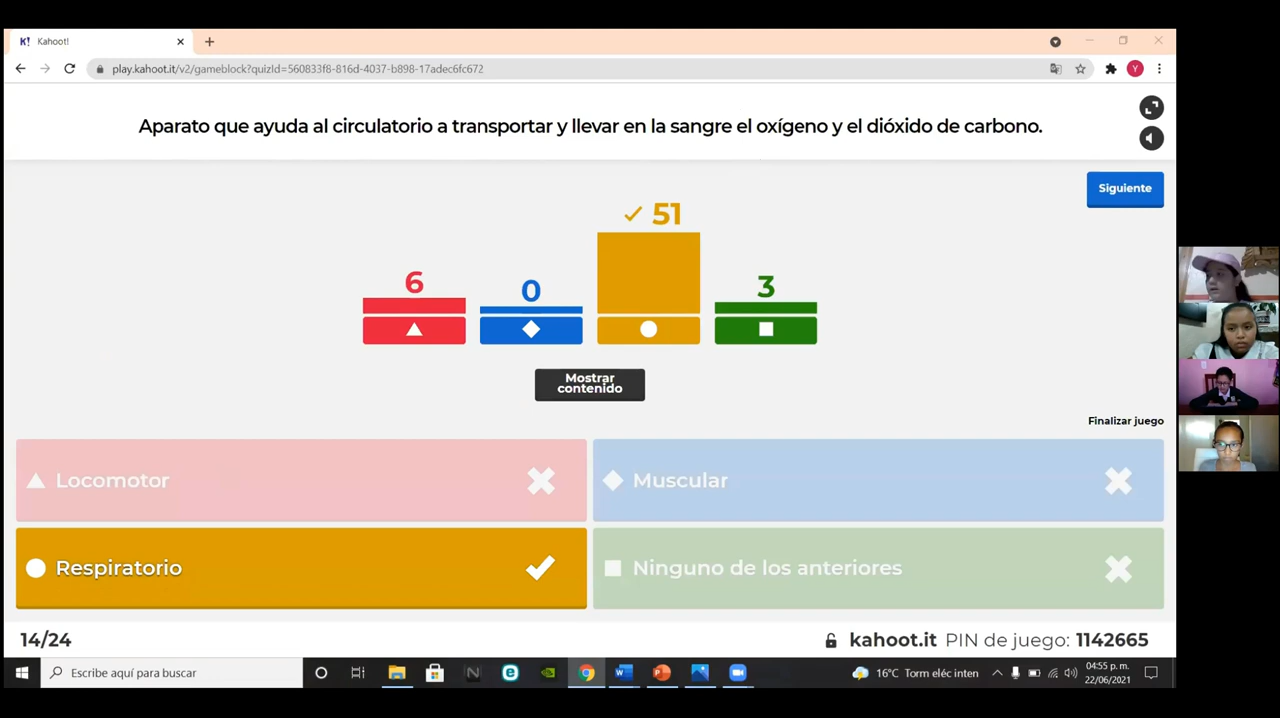 K! Kahoot!
play.kahoot.it/v2/gameblock?quizId=560833f8-816d-4037-b898-17adec6fc672
Y
Aparato que ayuda al circulatorio a transportar y llevar en la sangre el oxígeno y el dióxido de carbono.
Siguiente
51
6
0
3
Mostrar
contenido
Finalizar juego
Locomotor
Muscular
Respiratorio
Ninguno de los anteriores
14/24
kahoot.it PIN de juego: 1142665
Escribe aquí para buscar
16°C Torm eléc inten
04:55 p. m.
22/06/2021